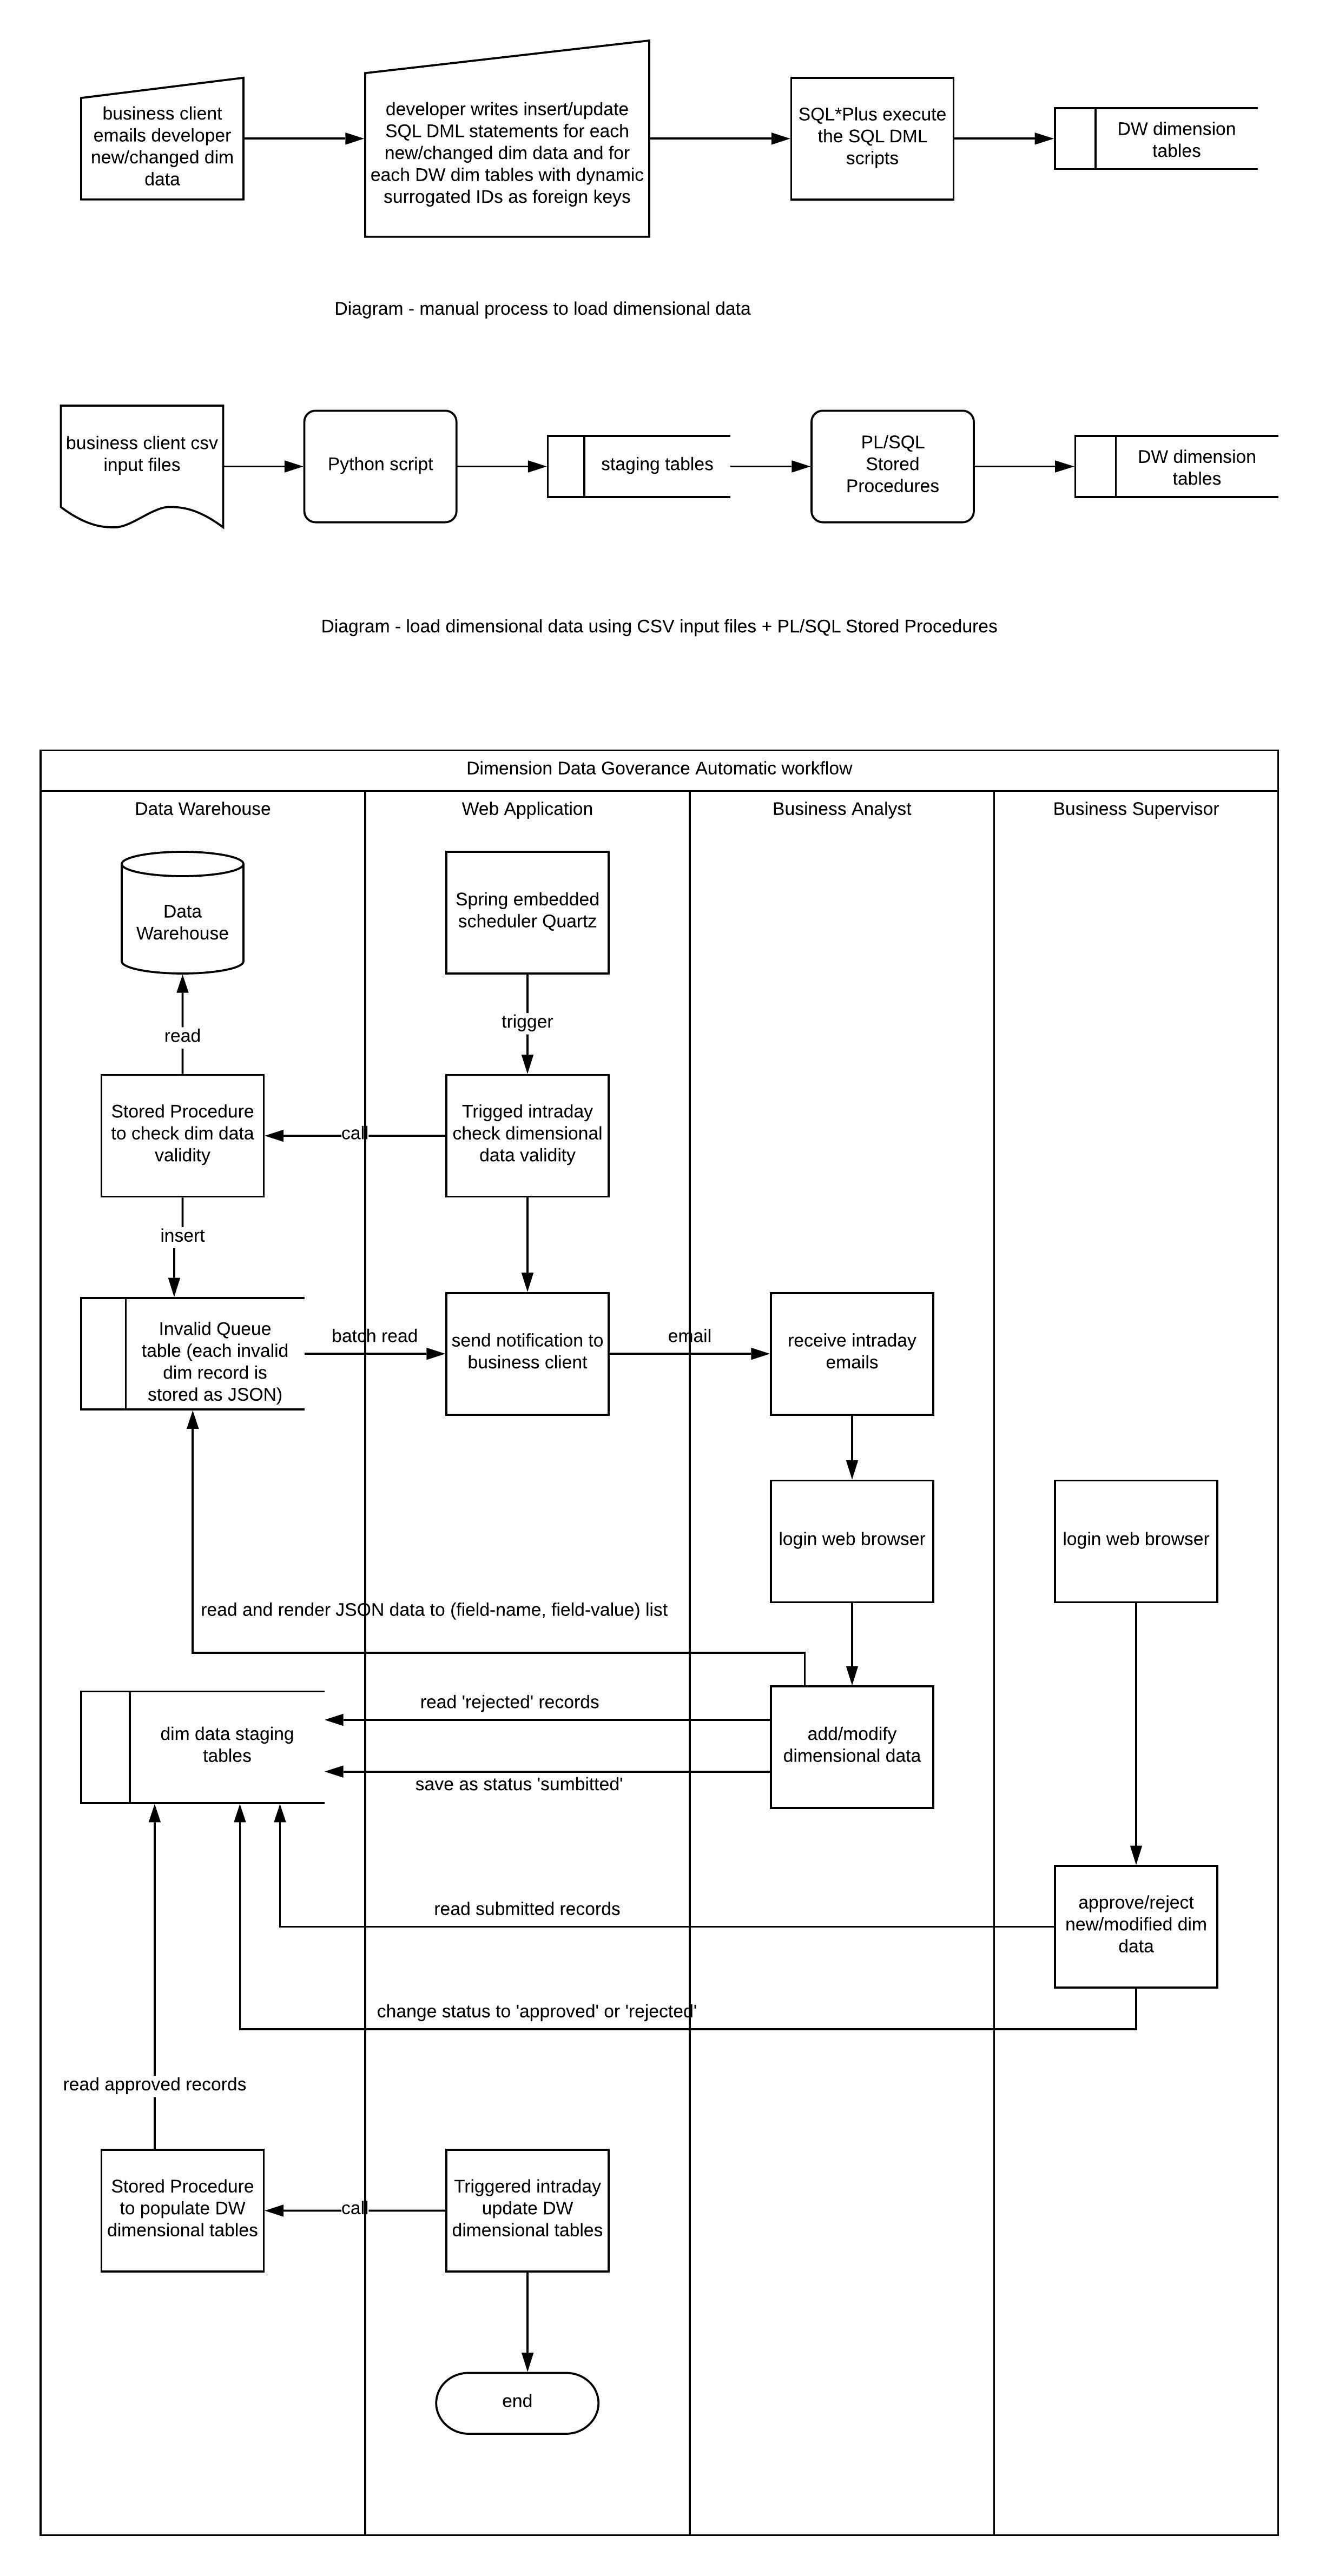 business client
emails developer
new/changed dim
data
developer writes insert/update
SQL DML statements for each
new/changed dim data and for
each DW dim tables with dynamic
surrogated IDs as foreign keys
SQL*Plus execute
the SQL DML
scripts
DW dimension
tables
Diagram - manual process to load dimensional data
business client csv
input files
Python script
staging tables
PL/SQL
Stored
Procedures
DW dimension
tables
Diagram - load dimensional data using CSV input files + PL/SQL Stored Procedures
Dimension Data Goverance Automatic workflow
Data Warehouse
Web Application
Business Analyst
Business Supervisor
Data
Warehouse
Spring embedded
scheduler Quartz
read
trigger
Stored Procedure
to check dim data
validity
call
Trigged intraday
check dimensional
data validity
insert
Invalid Queue
table (each invalid
dim record is
stored as JSON)
batch read
send notification to
business client
email
receive intraday
emails
login web browser
login web browser
read and render JSON data to (field-name, field-value) list
dim data staging
tables
read 'rejected' records
save as status 'sumbitted'
add/modify
dimensional data
read submitted records
approve/reject
new/modified dim
data
change status to 'approved' or 'rejected'
read approved records
Stored Procedure
to populate DW
dimensional tables
call
Triggered intraday
update DW
dimensional tables
end